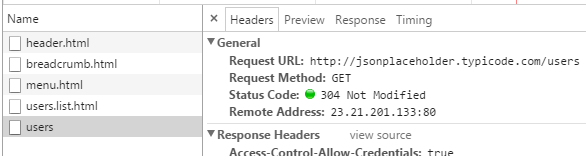 Name
header.html
breadcrumb.html
menu.html
users.list.html
users
× Headers Preview Response Timing
▼General
Request URL: http://jsonplaceholder.typicode.com/users
Request Method: GET
Status Code: 304 Not Modified
Remote Address: 23.21.201.133:80
▼Response Headers view source
Access-Control-Allow-Credentials: true